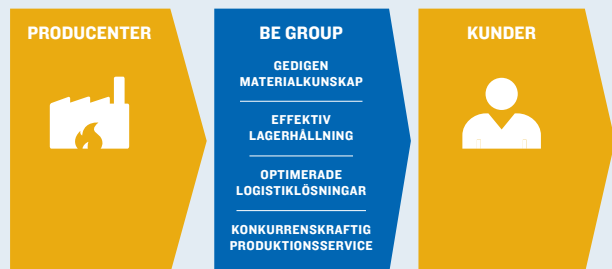 PRODUCENTER
BE GROUP
GEDIGEN
MATERIALKUNSKAP
EFFEKTIV
LAGERHÅLLNING
OPTIMERADE
LOGISTIKLÖSNINGAR
KONKURRENSKRAFTIG
PRODUKTIONSSERVICE
KUNDER